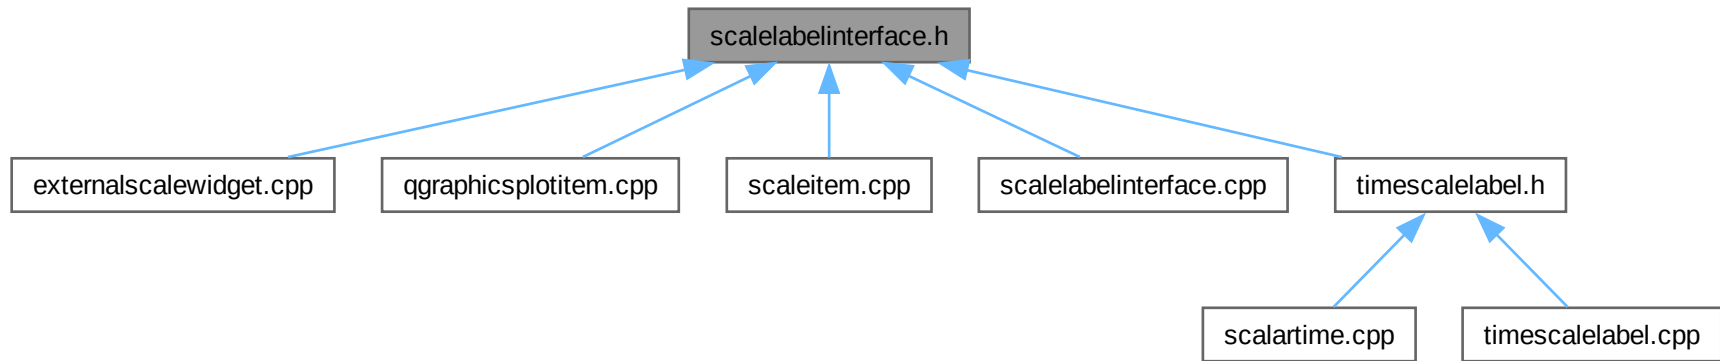 scalelabelinterface.h
externalscalewidget.cpp
qgraphicsplotitem.cpp
scaleitem.cpp
scalelabelinterface.cpp
timescalelabel.h
scalartime.cpp
timescalelabel.cpp